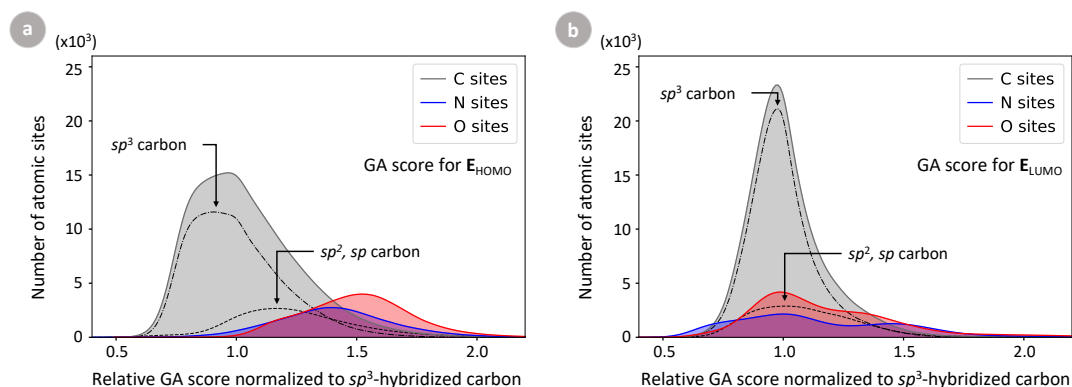 a
(x10³)
25
20
15
10
5
0
Number of atomic sites
C sites
N sites
O sites
sp³ carbon
GA score for E_HOMO
sp², sp carbon
0.5 1.0 1.5 2.0
Relative GA score normalized to sp³-hybridized carbon
b
(x10³)
25
20
15
10
5
0
Number of atomic sites
C sites
N sites
O sites
sp³ carbon
GA score for E_LUMO
sp², sp carbon
0.5 1.0 1.5 2.0
Relative GA score normalized to sp³-hybridized carbon